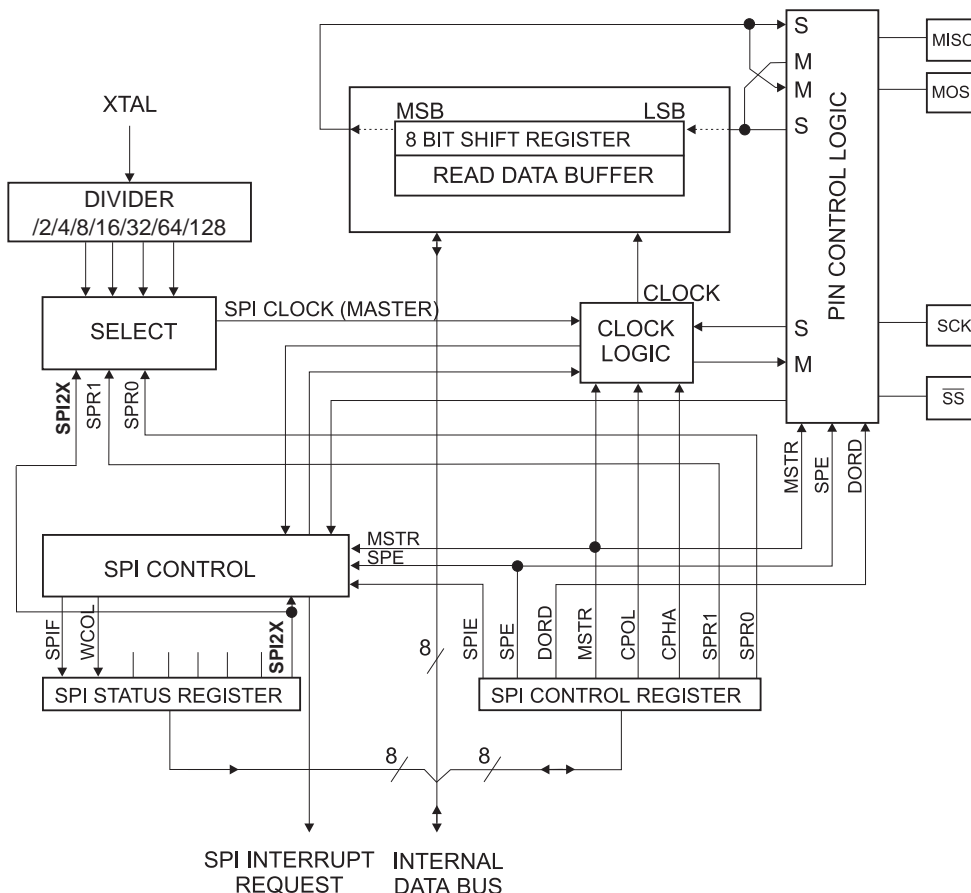 S
MISO
M
M
MOSI
S
PIN CONTROL LOGIC
XTAL
MSB
LSB
8 BIT SHIFT REGISTER
READ DATA BUFFER
DIVIDER
/2/4/8/16/32/64/128
SPI CLOCK (MASTER)
CLOCK
SELECT
CLOCK
LOGIC
S
SCK
M
SS
SPI2X
SPR1
SPR0
MSTR
SPE
DORD
MSTR
SPE
SPI CONTROL
SPIF
WCOL
SPI2X
8
SPIE
SPE
DORD
MSTR
CPOL
CPHA
SPR1
SPR0
SPI STATUS REGISTER
SPI CONTROL REGISTER
8
8
SPI INTERRUPT
REQUEST
INTERNAL
DATA BUS